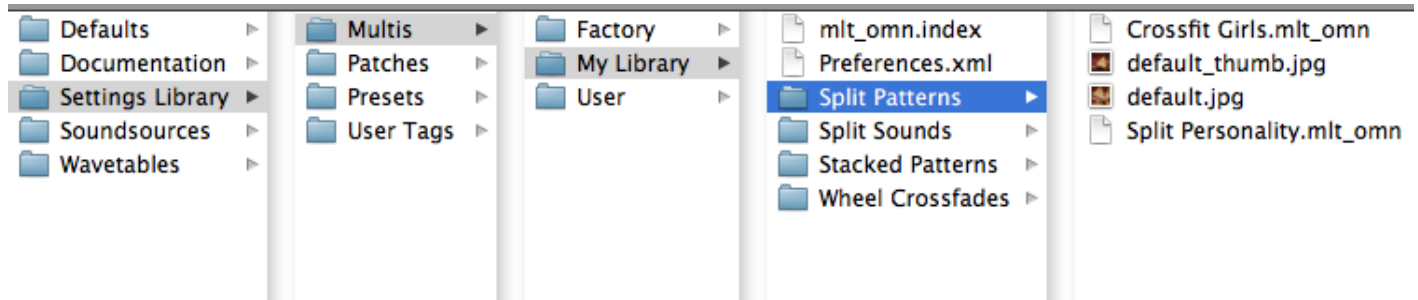 Defaults
Documentation
Settings Library
Soundsources
Wavetables
Multis
Patches
Presets
User Tags
Factory
My Library
User
mlt_omn.index
Preferences.xml
Split Patterns
Split Sounds
Stacked Patterns
Wheel Crossfades
Crossfit Girls.mlt_omn
default_thumb.jpg
default.jpg
Split Personality.mlt_omn